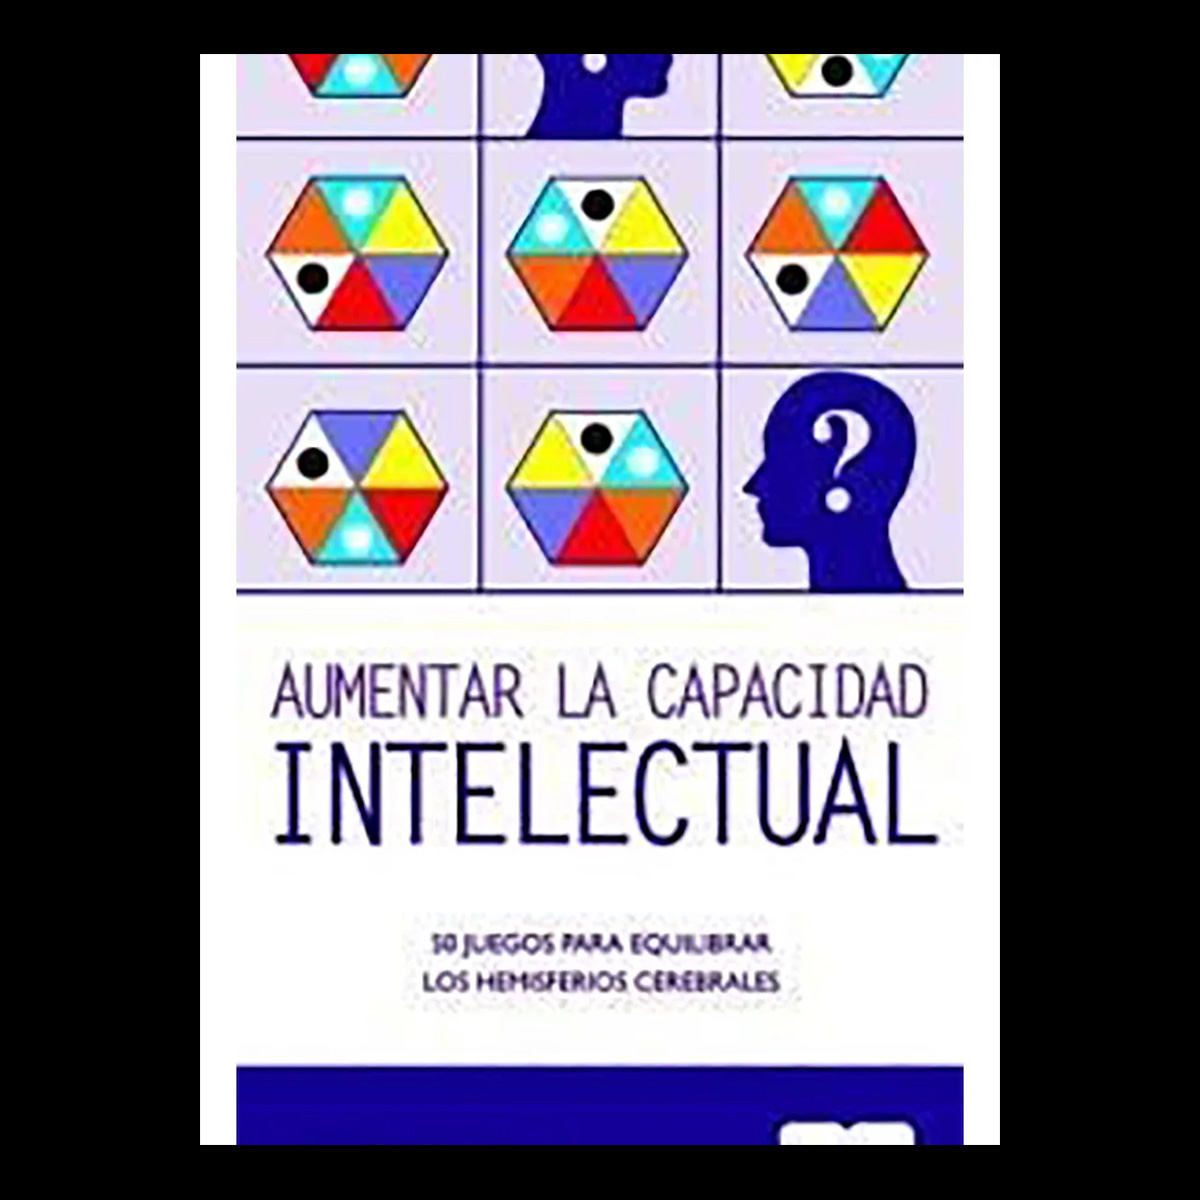 ?
AUMENTAR LA CAPACIDAD
INTELECTUAL
50 JUEGOS PARA EQUILIBRAR
LOS HEMISFERIOS CEREBRALES